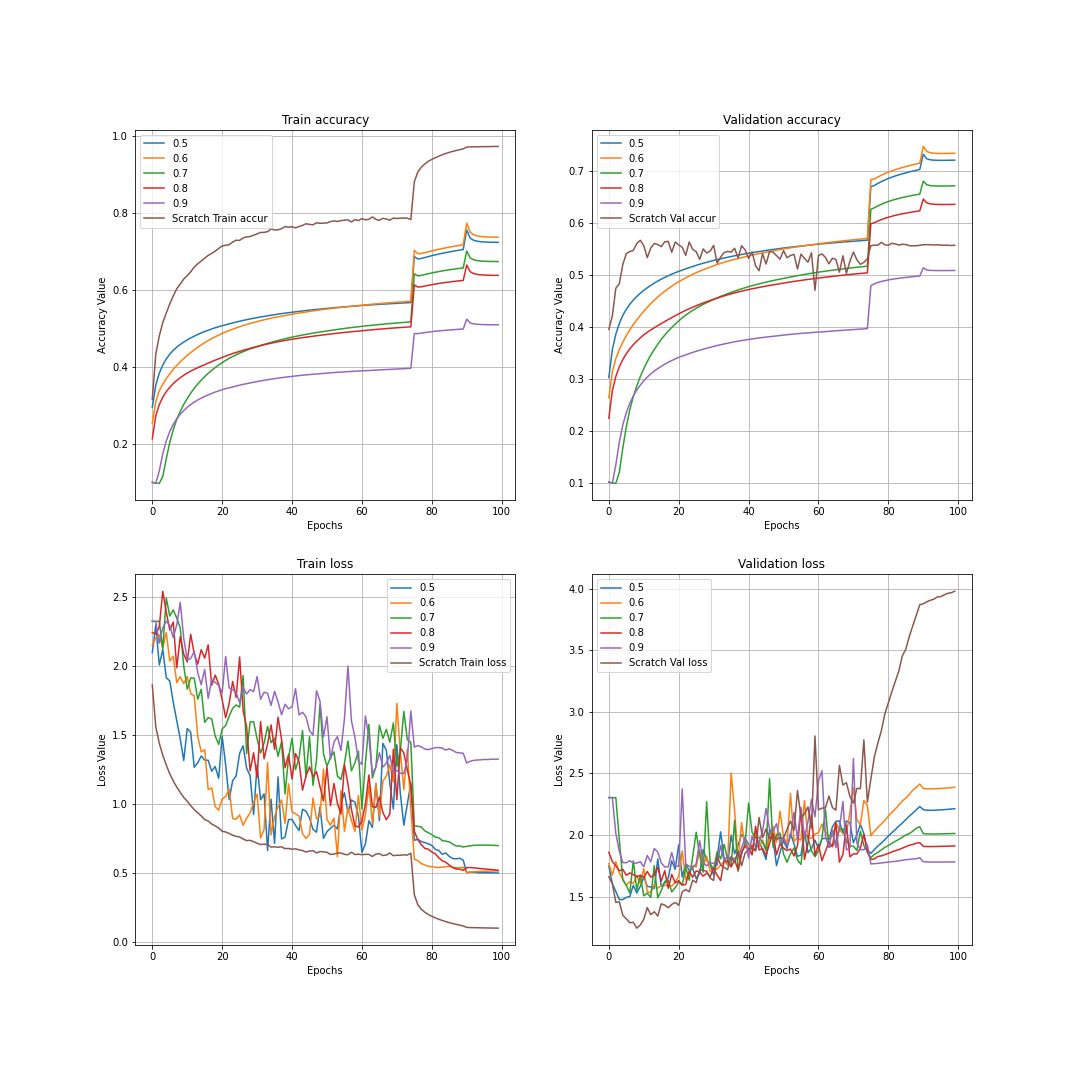 Train accuracy
1.0
0.8
0.6
0.4
0.2
Accuracy Value
0.5
0.6
0.7
0.8
0.9
Scratch Train accur
0 20 40 60 80 100
Epochs
Validation accuracy
0.7
0.6
0.5
0.4
0.3
0.2
0.1
Accuracy Value
0.5
0.6
0.7
0.8
0.9
Scratch Val accur
0 20 40 60 80 100
Epochs
Train loss
2.5
2.0
1.5
1.0
0.5
0.0
Loss Value
0.5
0.6
0.7
0.8
0.9
Scratch Train loss
0 20 40 60 80 100
Epochs
Validation loss
4.0
3.5
3.0
2.5
2.0
1.5
Loss Value
0.5
0.6
0.7
0.8
0.9
Scratch Val loss
0 20 40 60 80 100
Epochs